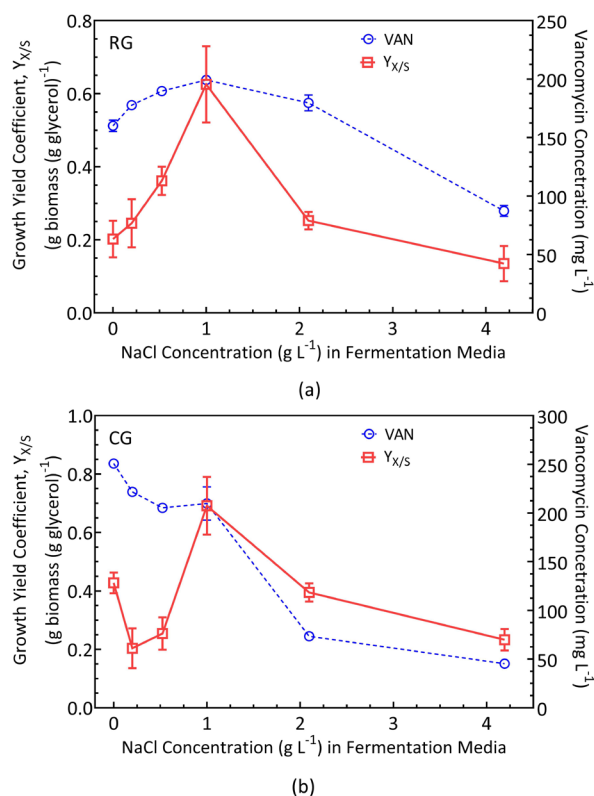 (a)
RG
VAN
Y_X/S
Growth Yield Coefficient, Y_X/S
(g biomass (g glycerol)^-1
0.8
0.6
0.4
0.2
0.0
250
200
150
100
50
0
Vancomycin Concetration (mg L^-1)
0 1 2 3 4
NaCl Concentration (g L^-1) in Fermentation Media
(a)
CG
VAN
Y_X/S
Growth Yield Coefficient, Y_X/S
(g biomass (g glycerol)^-1
1.0
0.8
0.6
0.4
0.2
0.0
300
250
200
150
100
50
0
Vancomycin Concetration (mg L^-1)
0 1 2 3 4
NaCl Concentration (g L^-1) in Fermentation Media
(b)